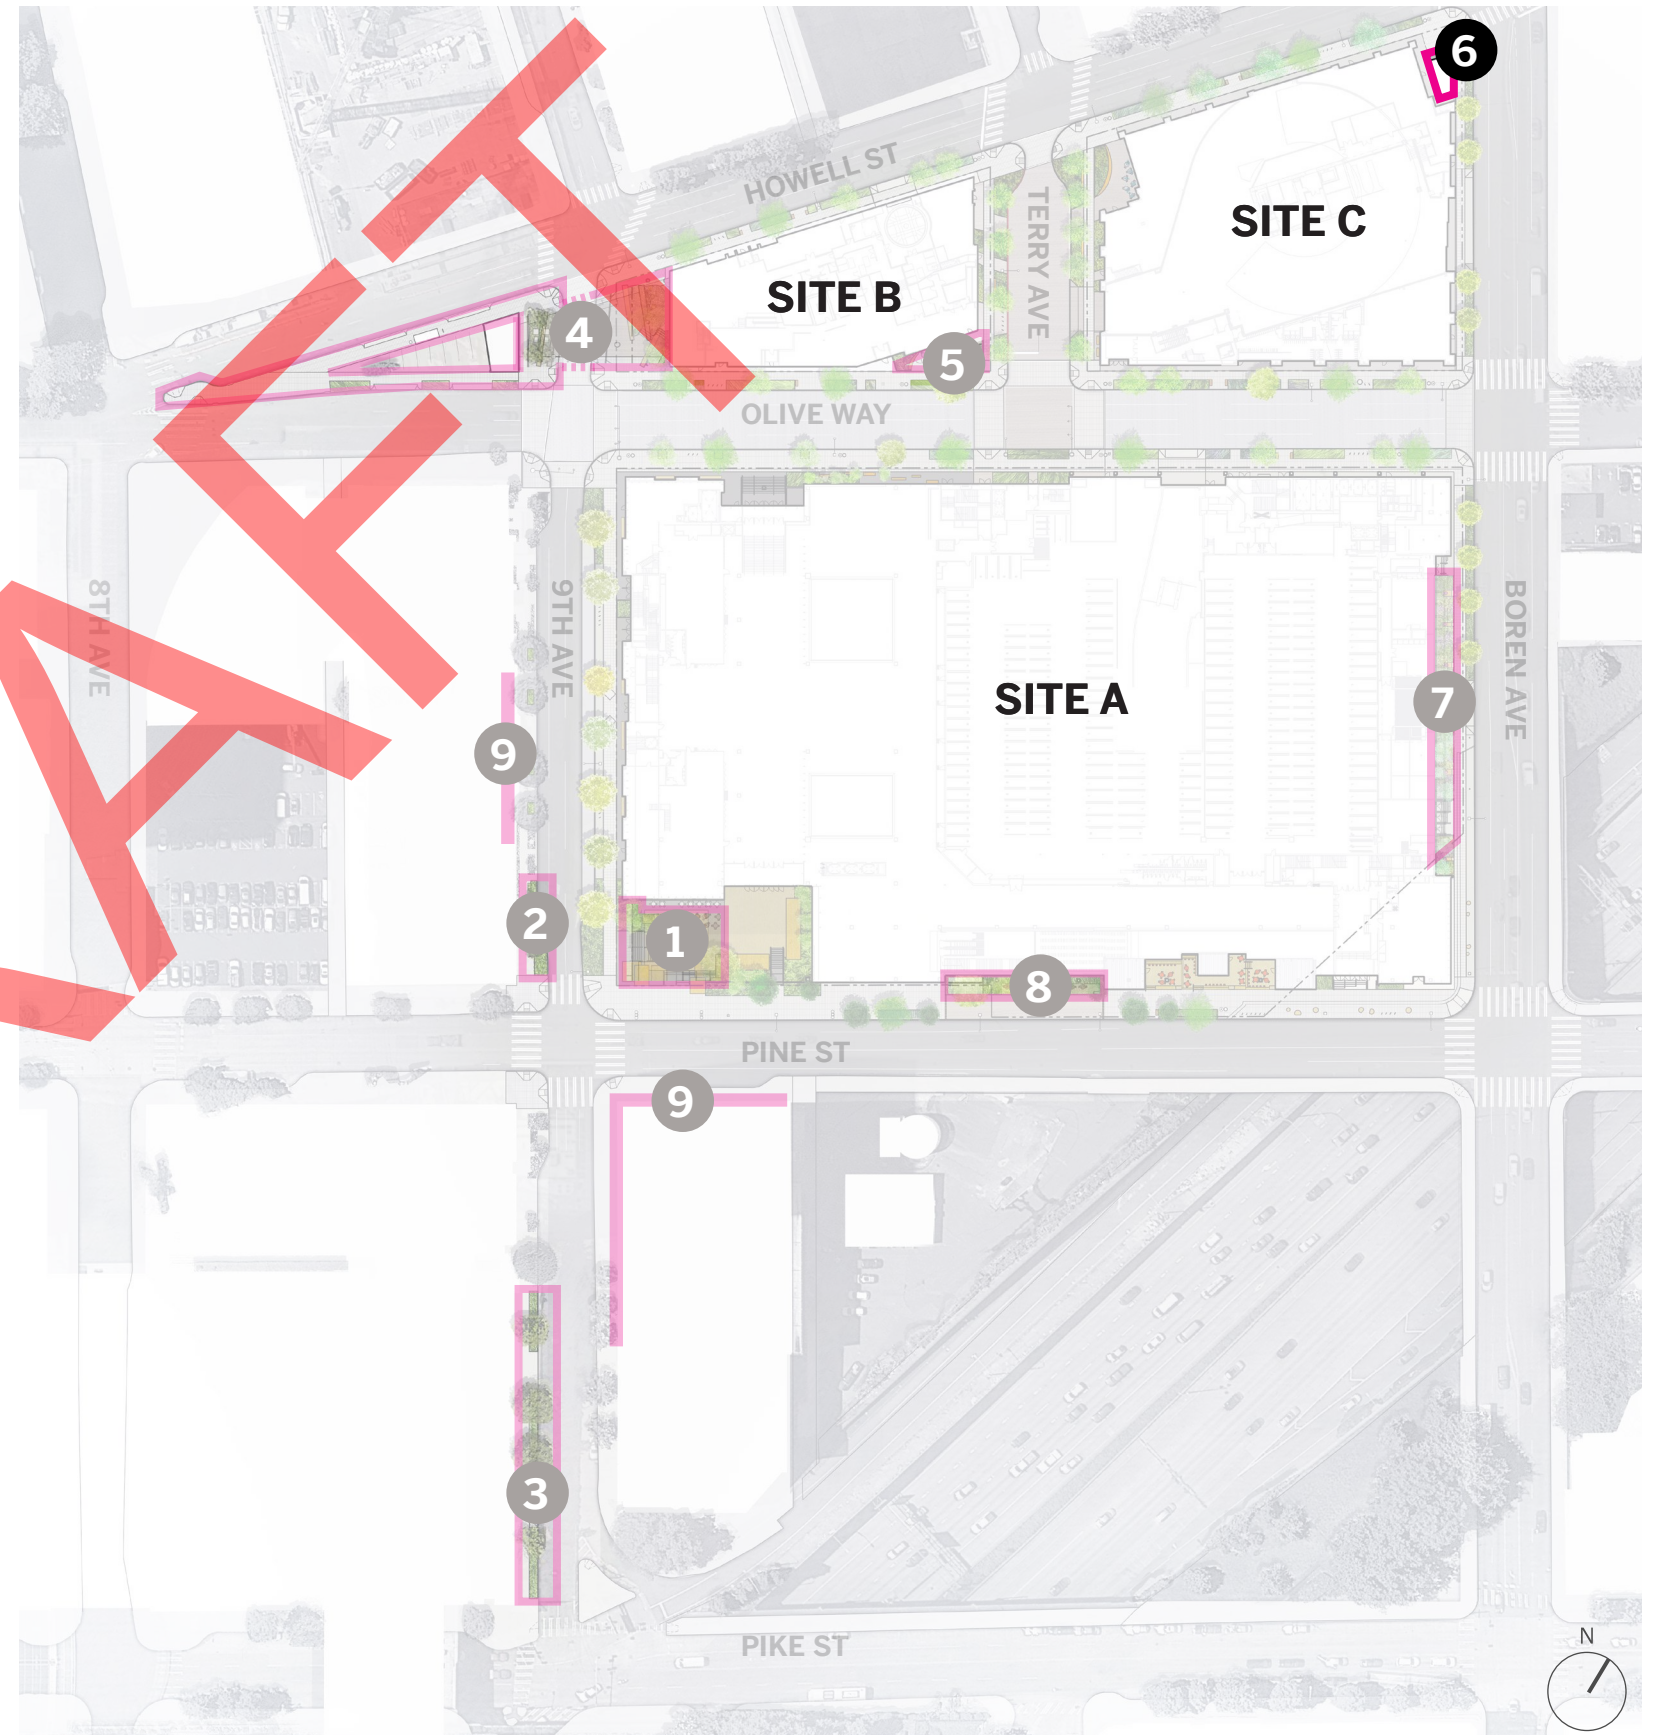 6
HOWELL ST
TERRY AVE
SITE C
SITE B
4
5
OLIVE WAY
8TH AVE
9TH AVE
BOREN AVE
SITE A
7
9
2
1
8
PINE ST
9
3
PIKE ST
N
AFT